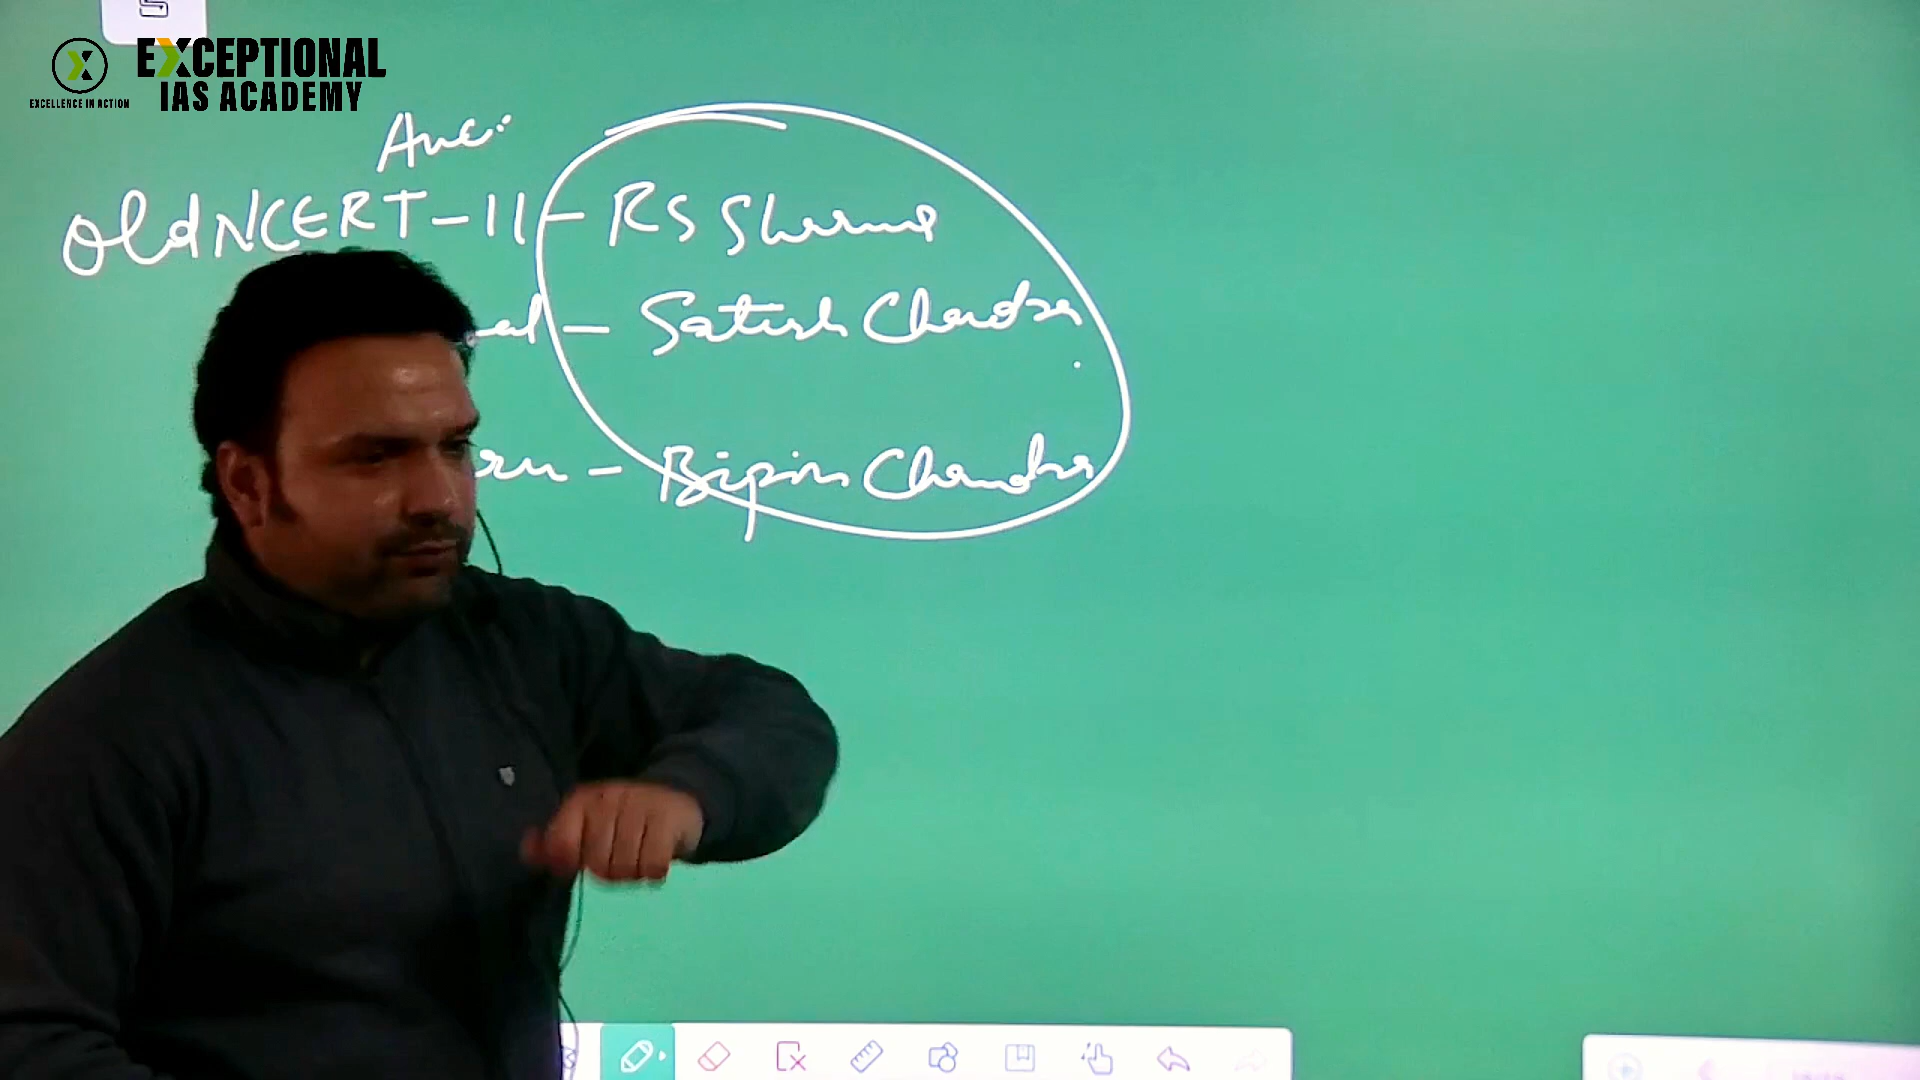 EXCEPTIONAL
IAS ACADEMY
EXCELLENCE IN ACTION
Anc.
Old NCERT - 11 - RS Sharma
- Satish Chandra
- Bipin Chandra